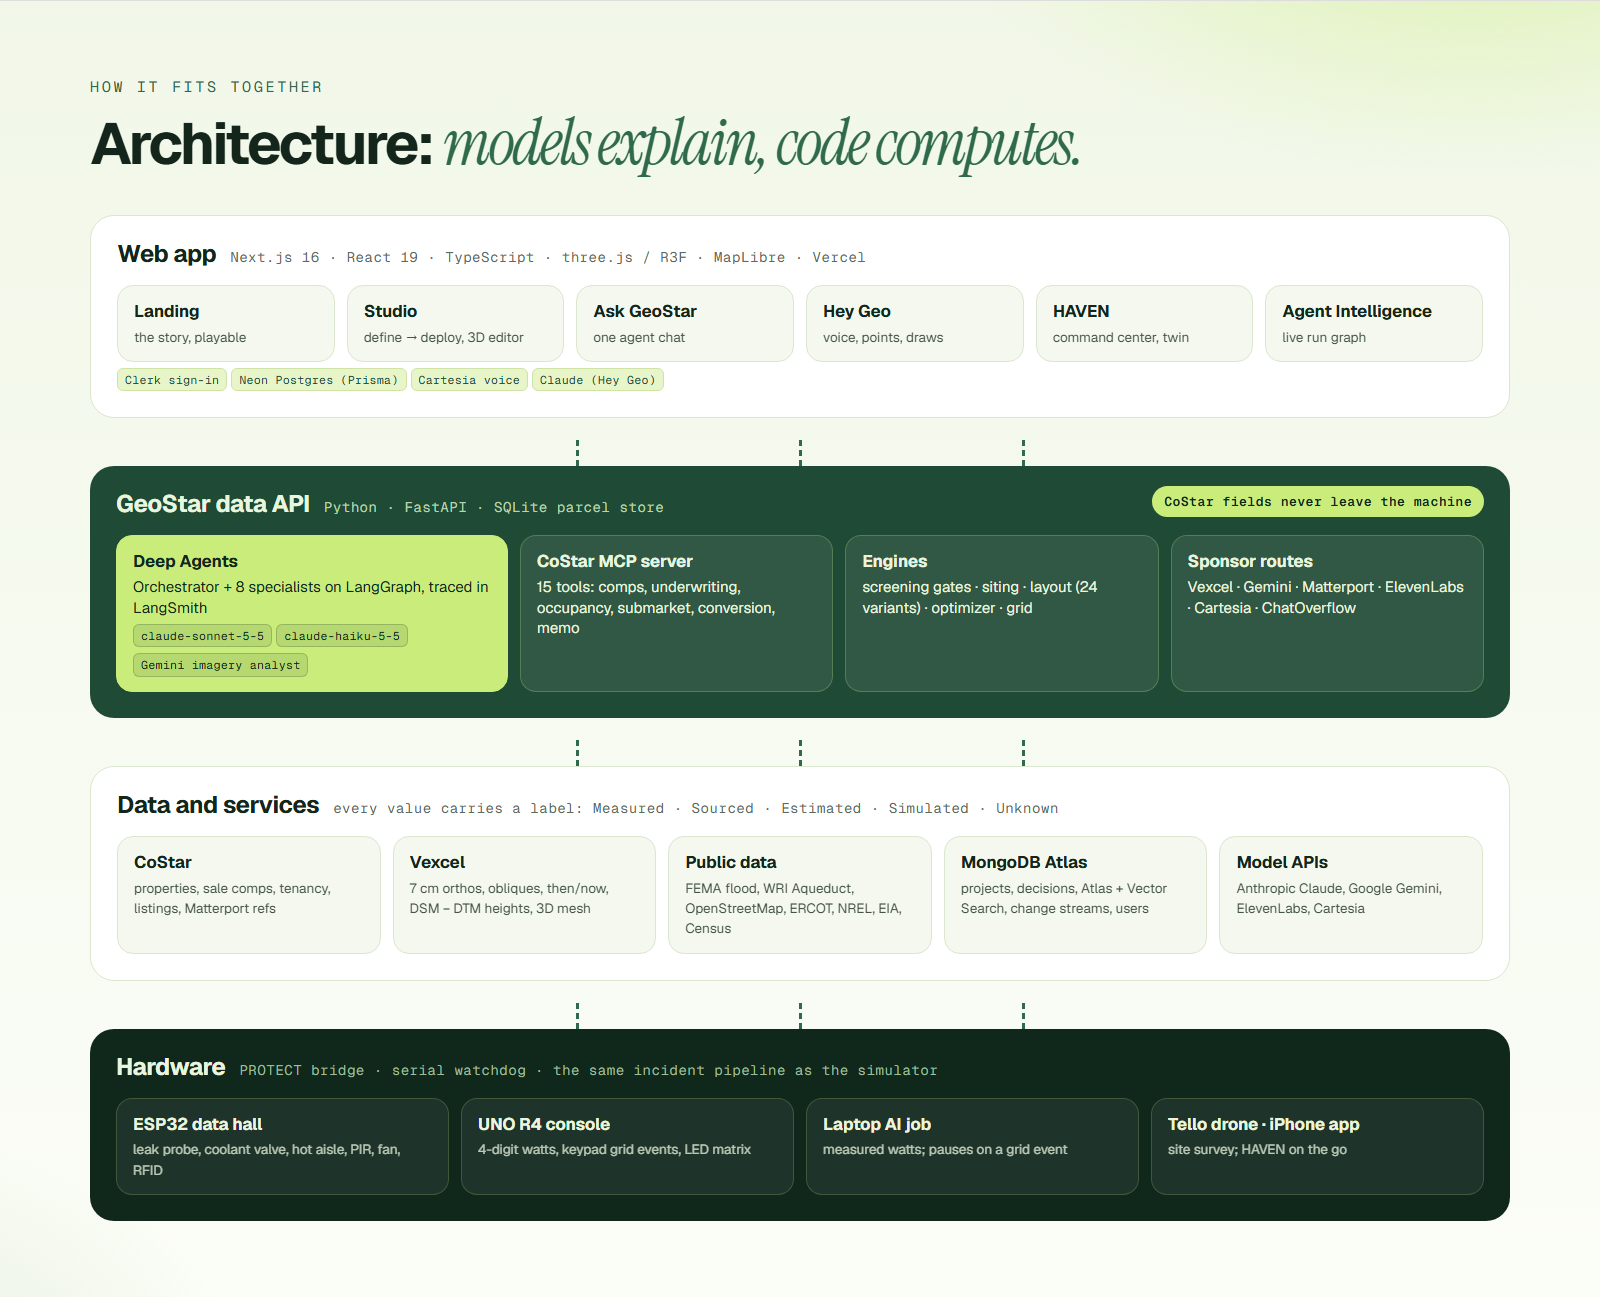 HOW IT FITS TOGETHER
Architecture: models explain, code computes.
Web app Next.js 16 · React 19 · TypeScript · three.js / R3F · MapLibre · Vercel
Landing
the story, playable
Studio
define → deploy, 3D editor
Ask GeoStar
one agent chat
Hey Geo
voice, points, draws
HAVEN
command center, twin
Agent Intelligence
live run graph
Clerk sign-in
Neon Postgres (Prisma)
Cartesia voice
Claude (Hey Geo)
GeoStar data API Python · FastAPI · SQLite parcel store
CoStar fields never leave the machine
Deep Agents
Orchestrator + 8 specialists on LangGraph, traced in
LangSmith
claude-sonnet-5-5
claude-haiku-5-5
Gemini imagery analyst
CoStar MCP server
15 tools: comps, underwriting,
occupancy, submarket, conversion,
memo
Engines
screening gates · siting · layout (24
variants) · optimizer · grid
Sponsor routes
Vexcel · Gemini · Matterport · ElevenLabs
· Cartesia · ChatOverflow
Data and services every value carries a label: Measured · Sourced · Estimated · Simulated · Unknown
CoStar
properties, sale comps, tenancy,
listings, Matterport refs
Vexcel
7 cm orthos, obliques, then/now,
DSM − DTM heights, 3D mesh
Public data
FEMA flood, WRI Aqueduct,
OpenStreetMap, ERCOT, NREL, EIA,
Census
MongoDB Atlas
projects, decisions, Atlas + Vector
Search, change streams, users
Model APIs
Anthropic Claude, Google Gemini,
ElevenLabs, Cartesia
Hardware PROTECT bridge · serial watchdog · the same incident pipeline as the simulator
ESP32 data hall
leak probe, coolant valve, hot aisle, PIR, fan,
RFID
UNO R4 console
4-digit watts, keypad grid events, LED matrix
Laptop AI job
measured watts; pauses on a grid event
Tello drone · iPhone app
site survey; HAVEN on the go